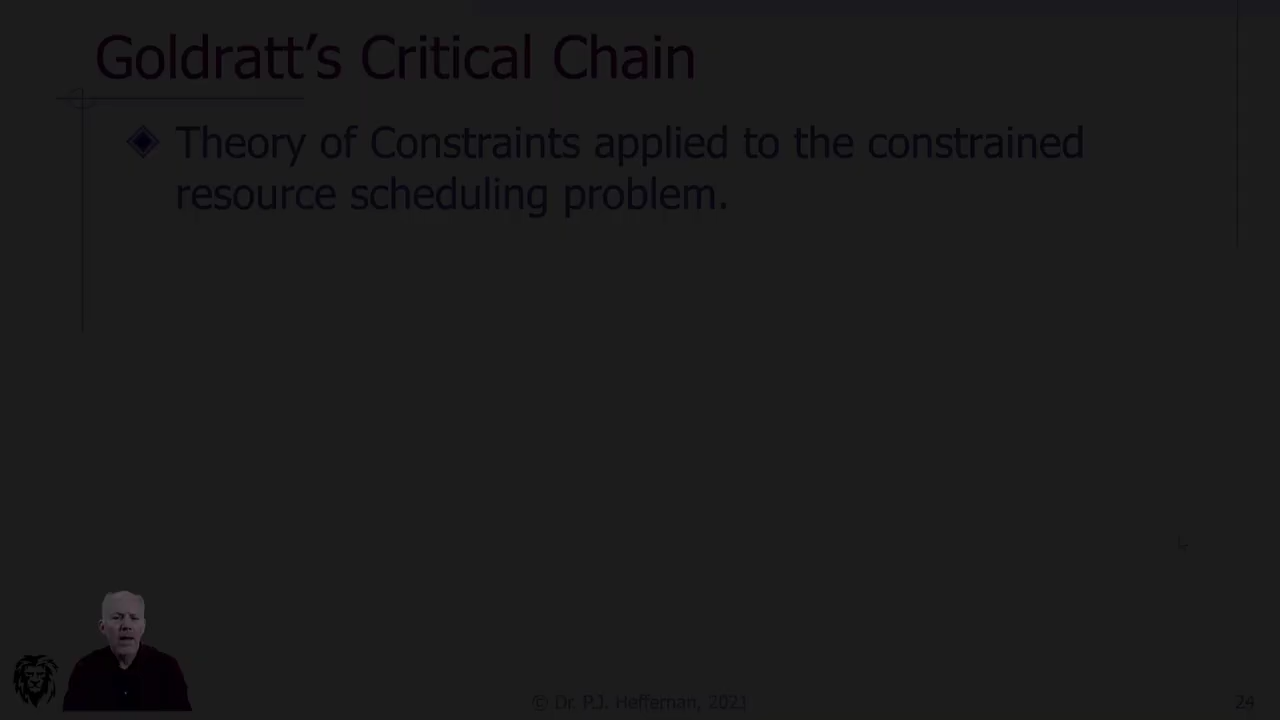 Goldratt’s Critical Chain
Theory of Constraints applied to the constrained
resource scheduling problem.
© Dr. P.J. Heffernan, 2021
24